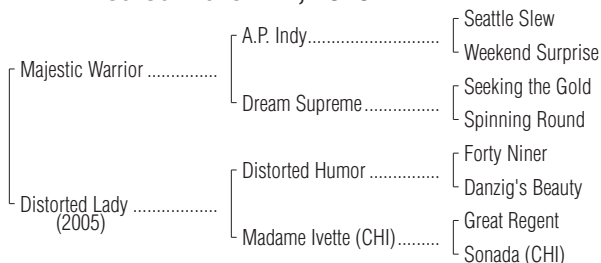 Seattle Slew
A.P. Indy
Weekend Surprise
Majestic Warrior
Seeking the Gold
Dream Supreme
Spinning Round
Forty Niner
Distorted Humor
Danzig's Beauty
Distorted Lady
(2005)
Great Regent
Madame Ivette (CHI)
Sonada (CHI)